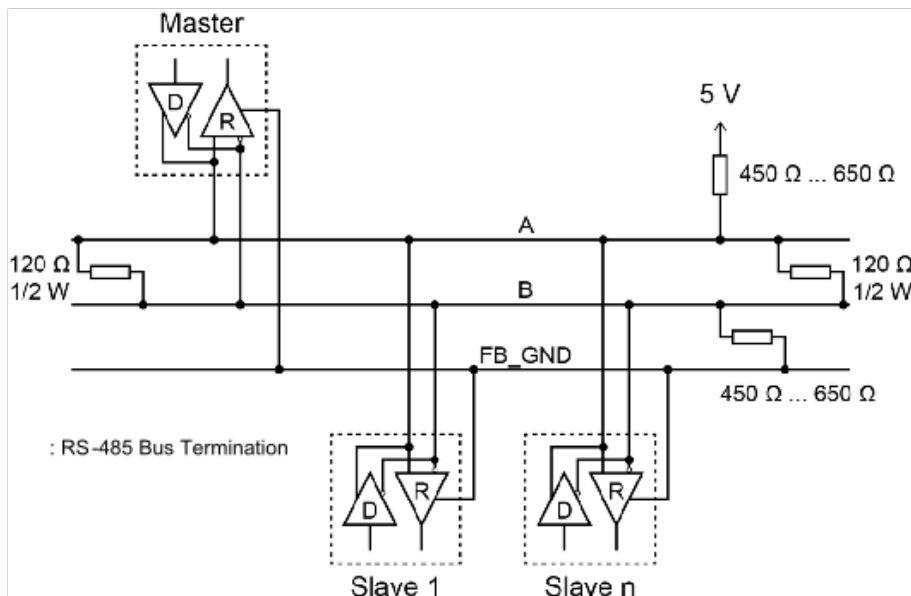 Master
D
R
5 V
450 Ω ... 650 Ω
A
120 Ω
1/2 W
120 Ω
1/2 W
B
FB_GND
450 Ω ... 650 Ω
: RS-485 Bus Termination
D
R
D
R
Slave 1
Slave n